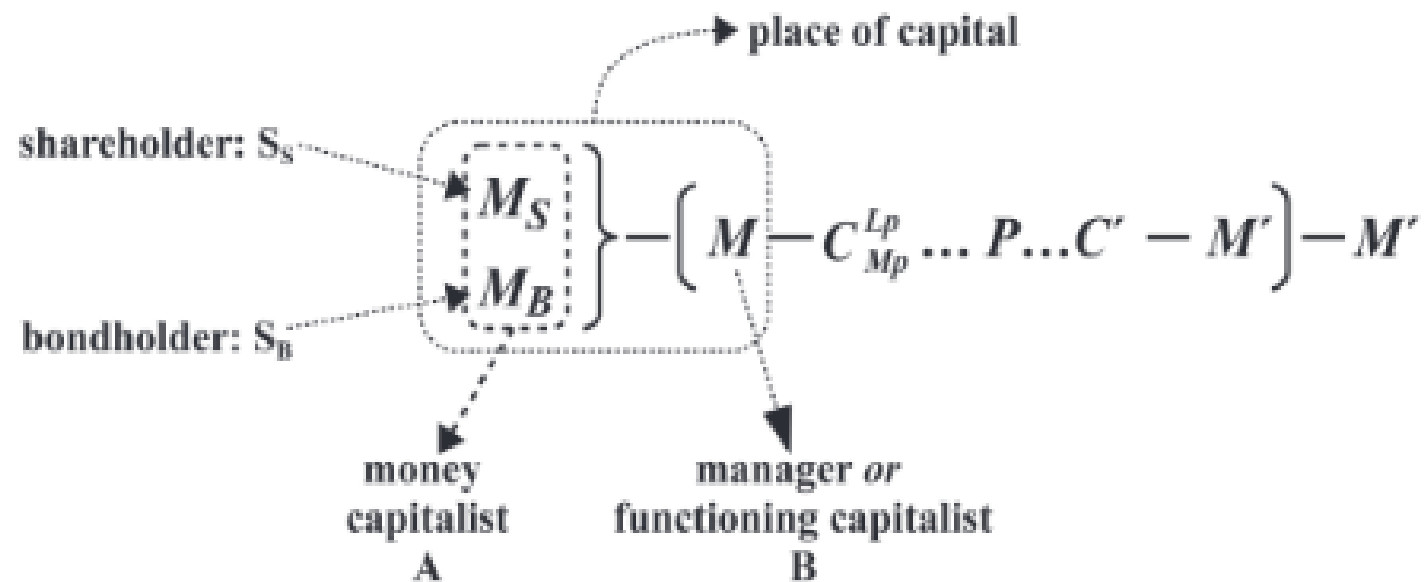 place of capital
shareholder: S_S
M_S
} — ( M — C^{Lp}_{Mp} ... P...C' — M' ) — M'
M_B
bondholder: S_B
money
capitalist
A
manager or
functioning capitalist
B